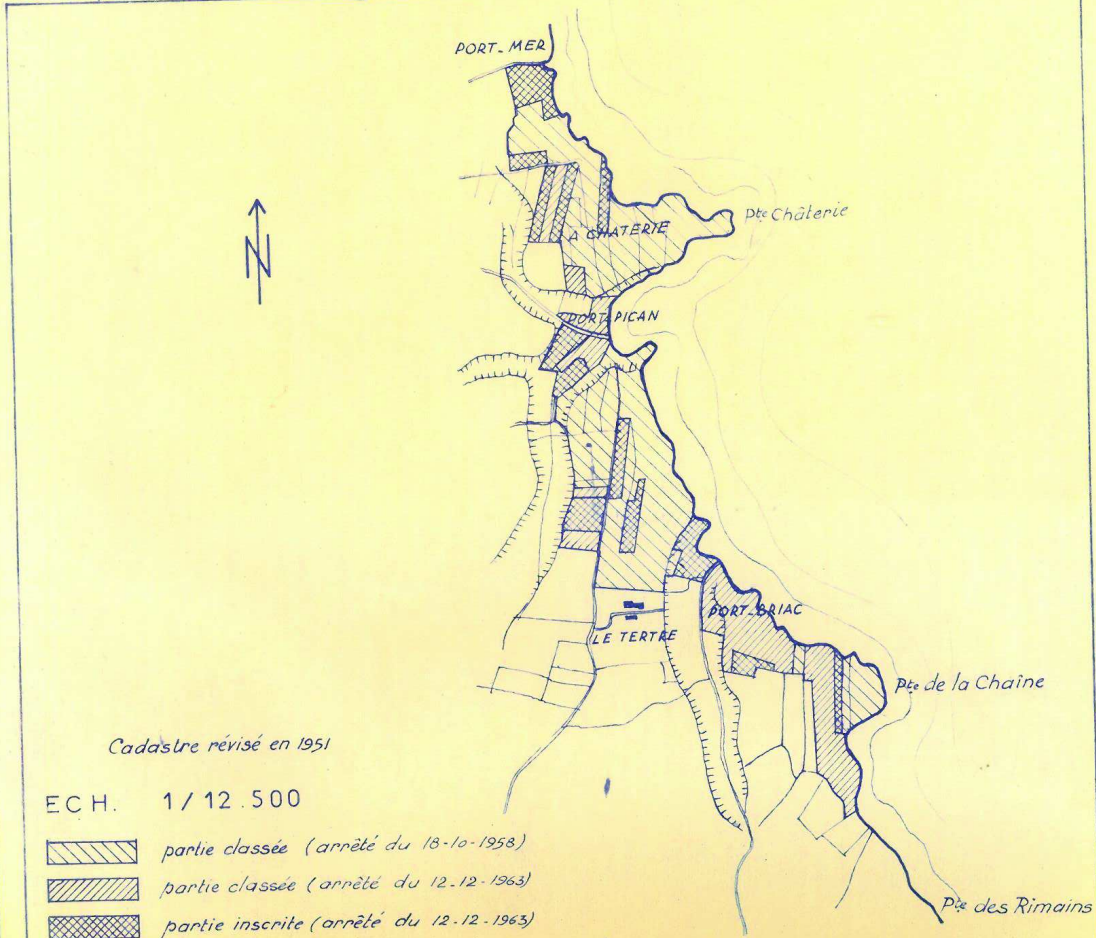 PORT-MER
Pte Châterie
N
A CHATERIE
PORT-PICAN
PORT-BRIAC
LE TERTRE
Pte de la Chaîne
Cadastre révisé en 1951
ECH. 1/12.500
partie classée (arrêté du 18-10-1958)
partie classée (arrêté du 12-12-1963)
partie inscrite (arrêté du 12-12-1963)
Pte des Rimains